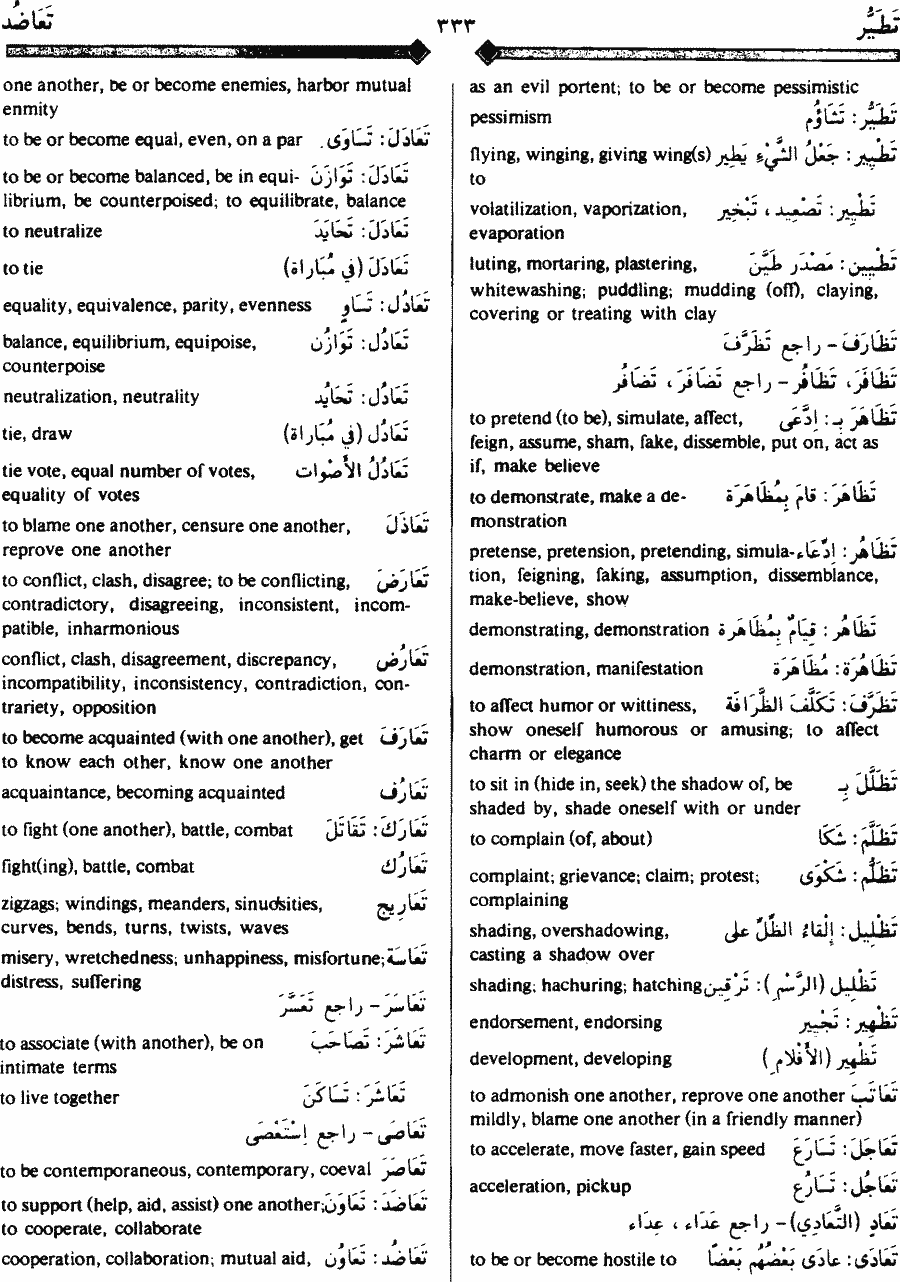 تَطَيُّر ٣٣٣ تَعَاضُد
as an evil portent; to be or become pessimistic
pessimism تَطَيُّر: تَشَاؤُم
flying, winging, giving wing(s) تَطْيِير: جَعْلُ الشَّيْءِ يَطِير
to
volatilization, vaporization, تَطْيِير: تَصْعِيد، تَبْخِير
evaporation
luting, mortaring, plastering, تَطْيِين: مَصْدَر طَيَّنَ
whitewashing; puddling; mudding (off), claying,
covering or treating with clay
تَظَارَفَ - راجع تَظَرَّفَ
تَظَافَرَ، تَظَافُر - راجع تَضَافَرَ، تَضَافُر
to pretend (to be), simulate, affect, تَظَاهَرَ بِـ: ادَّعَى
feign, assume, sham, fake, dissemble, put on, act as
if, make believe
to demonstrate, make a de- تَظَاهَرَ: قامَ بِمُظَاهَرَة
monstration
pretense, pretension, pretending, simula- تَظَاهُر: ادِّعَاء
tion, feigning, faking, assumption, dissemblance,
make-believe, show
demonstrating, demonstration تَظَاهُر: قِيَامٌ بِمُظَاهَرَة
demonstration, manifestation تَظَاهُرَة: مُظَاهَرَة
to affect humor or wittiness, تَظَرَّفَ: تَكَلَّفَ الظَّرَافَة
show oneself humorous or amusing; to affect
charm or elegance
to sit in (hide in, seek) the shadow of, be تَظَلَّلَ بِـ
shaded by, shade oneself with or under
to complain (of, about) تَظَلَّمَ: شَكَا
complaint; grievance; claim; protest; تَظَلُّم: شَكْوَى
complaining
shading, overshadowing, تَظْلِيل: إلْقَاءُ الظِّلِّ على
casting a shadow over
shading; hachuring; hatching تَظْلِيل (الرَّسْم): تَرْقِين
endorsement, endorsing تَظْهِير: تَجْيِير
development, developing تَظْهِير (الأَفْلام)
to admonish one another, reprove one another تَعَاتَبَ
mildly, blame one another (in a friendly manner)
to accelerate, move faster, gain speed تَعَاجَلَ: تَسَارَعَ
acceleration, pickup تَعَاجُل: تَسَارُع
تَعَادٍ (التَّعَادِي) - راجع عَدَاء، عِدَاء
to be or become hostile to تَعَادَى: عادَى بَعْضُهُم بَعْضًا
one another, be or become enemies, harbor mutual
enmity
to be or become equal, even, on a par تَعَادَلَ: تَسَاوَى
to be or become balanced, be in equi- تَعَادَلَ: تَوَازَنَ
librium, be counterpoised; to equilibrate, balance
to neutralize تَعَادَلَ: تَحَايَدَ
to tie تَعَادَلَ (في مُبَاراة)
equality, equivalence, parity, evenness تَعَادُل: تَسَاوٍ
balance, equilibrium, equipoise, تَعَادُل: تَوَازُن
counterpoise
neutralization, neutrality تَعَادُل: تَحَايُد
tie, draw تَعَادُل (في مُبَاراة)
tie vote, equal number of votes, تَعَادُلُ الأَصْوات
equality of votes
to blame one another, censure one another, تَعَاذَلَ
reprove one another
to conflict, clash, disagree; to be conflicting, تَعَارَضَ
contradictory, disagreeing, inconsistent, incom-
patible, inharmonious
conflict, clash, disagreement, discrepancy, تَعَارُض
incompatibility, inconsistency, contradiction, con-
trariety, opposition
to become acquainted (with one another), get تَعَارَفَ
to know each other, know one another
acquaintance, becoming acquainted تَعَارُف
to fight (one another), battle, combat تَعَارَكَ: تَقَاتَلَ
fight(ing), battle, combat تَعَارُك
zigzags; windings, meanders, sinuosities, تَعَارِيج
curves, bends, turns, twists, waves
misery, wretchedness; unhappiness, misfortune; تَعَاسَة
distress, suffering
تَعَاسَرَ - راجع تَعَسَّرَ
to associate (with another), be on تَعَاشَرَ: تَصَاحَبَ
intimate terms
to live together تَعَاشَرَ: تَسَاكَنَ
تَعَاصَى - راجع إسْتَعْصَى
to be contemporaneous, contemporary, coeval تَعَاصَرَ
to support (help, aid, assist) one another; تَعَاضَدَ: تَعَاوَنَ
to cooperate, collaborate
cooperation, collaboration; mutual aid, تَعَاضُد: تَعَاوُن